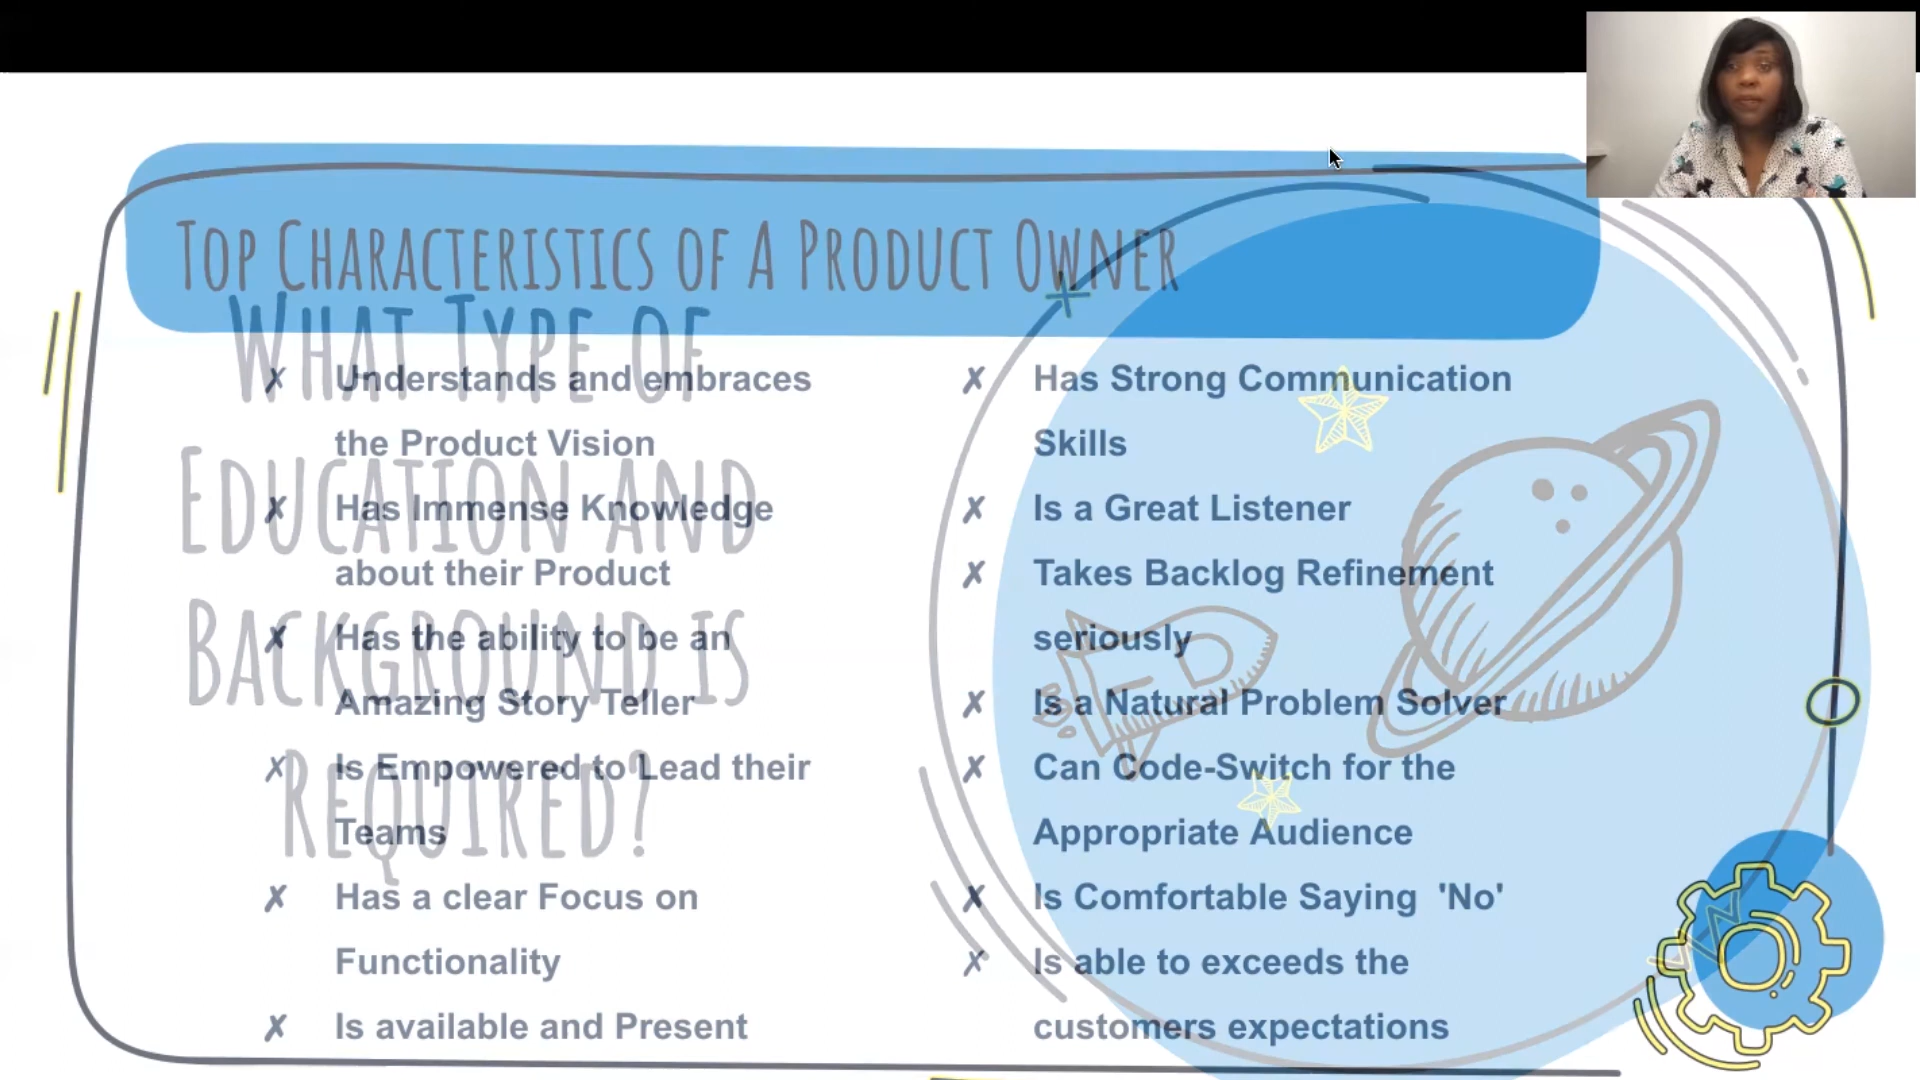 Top Characteristics of A Product Owner
What Type of
Education and
Background is
Required?
✗ Understands and embraces
the Product Vision
✗ Has Immense Knowledge
about their Product
✗ Has the ability to be an
Amazing Story Teller
✗ Is Empowered to Lead their
Teams
✗ Has a clear Focus on
Functionality
✗ Is available and Present
✗ Has Strong Communication
Skills
✗ Is a Great Listener
✗ Takes Backlog Refinement
seriously
✗ Is a Natural Problem Solver
✗ Can Code-Switch for the
Appropriate Audience
✗ Is Comfortable Saying 'No'
✗ Is able to exceeds the
customers expectations